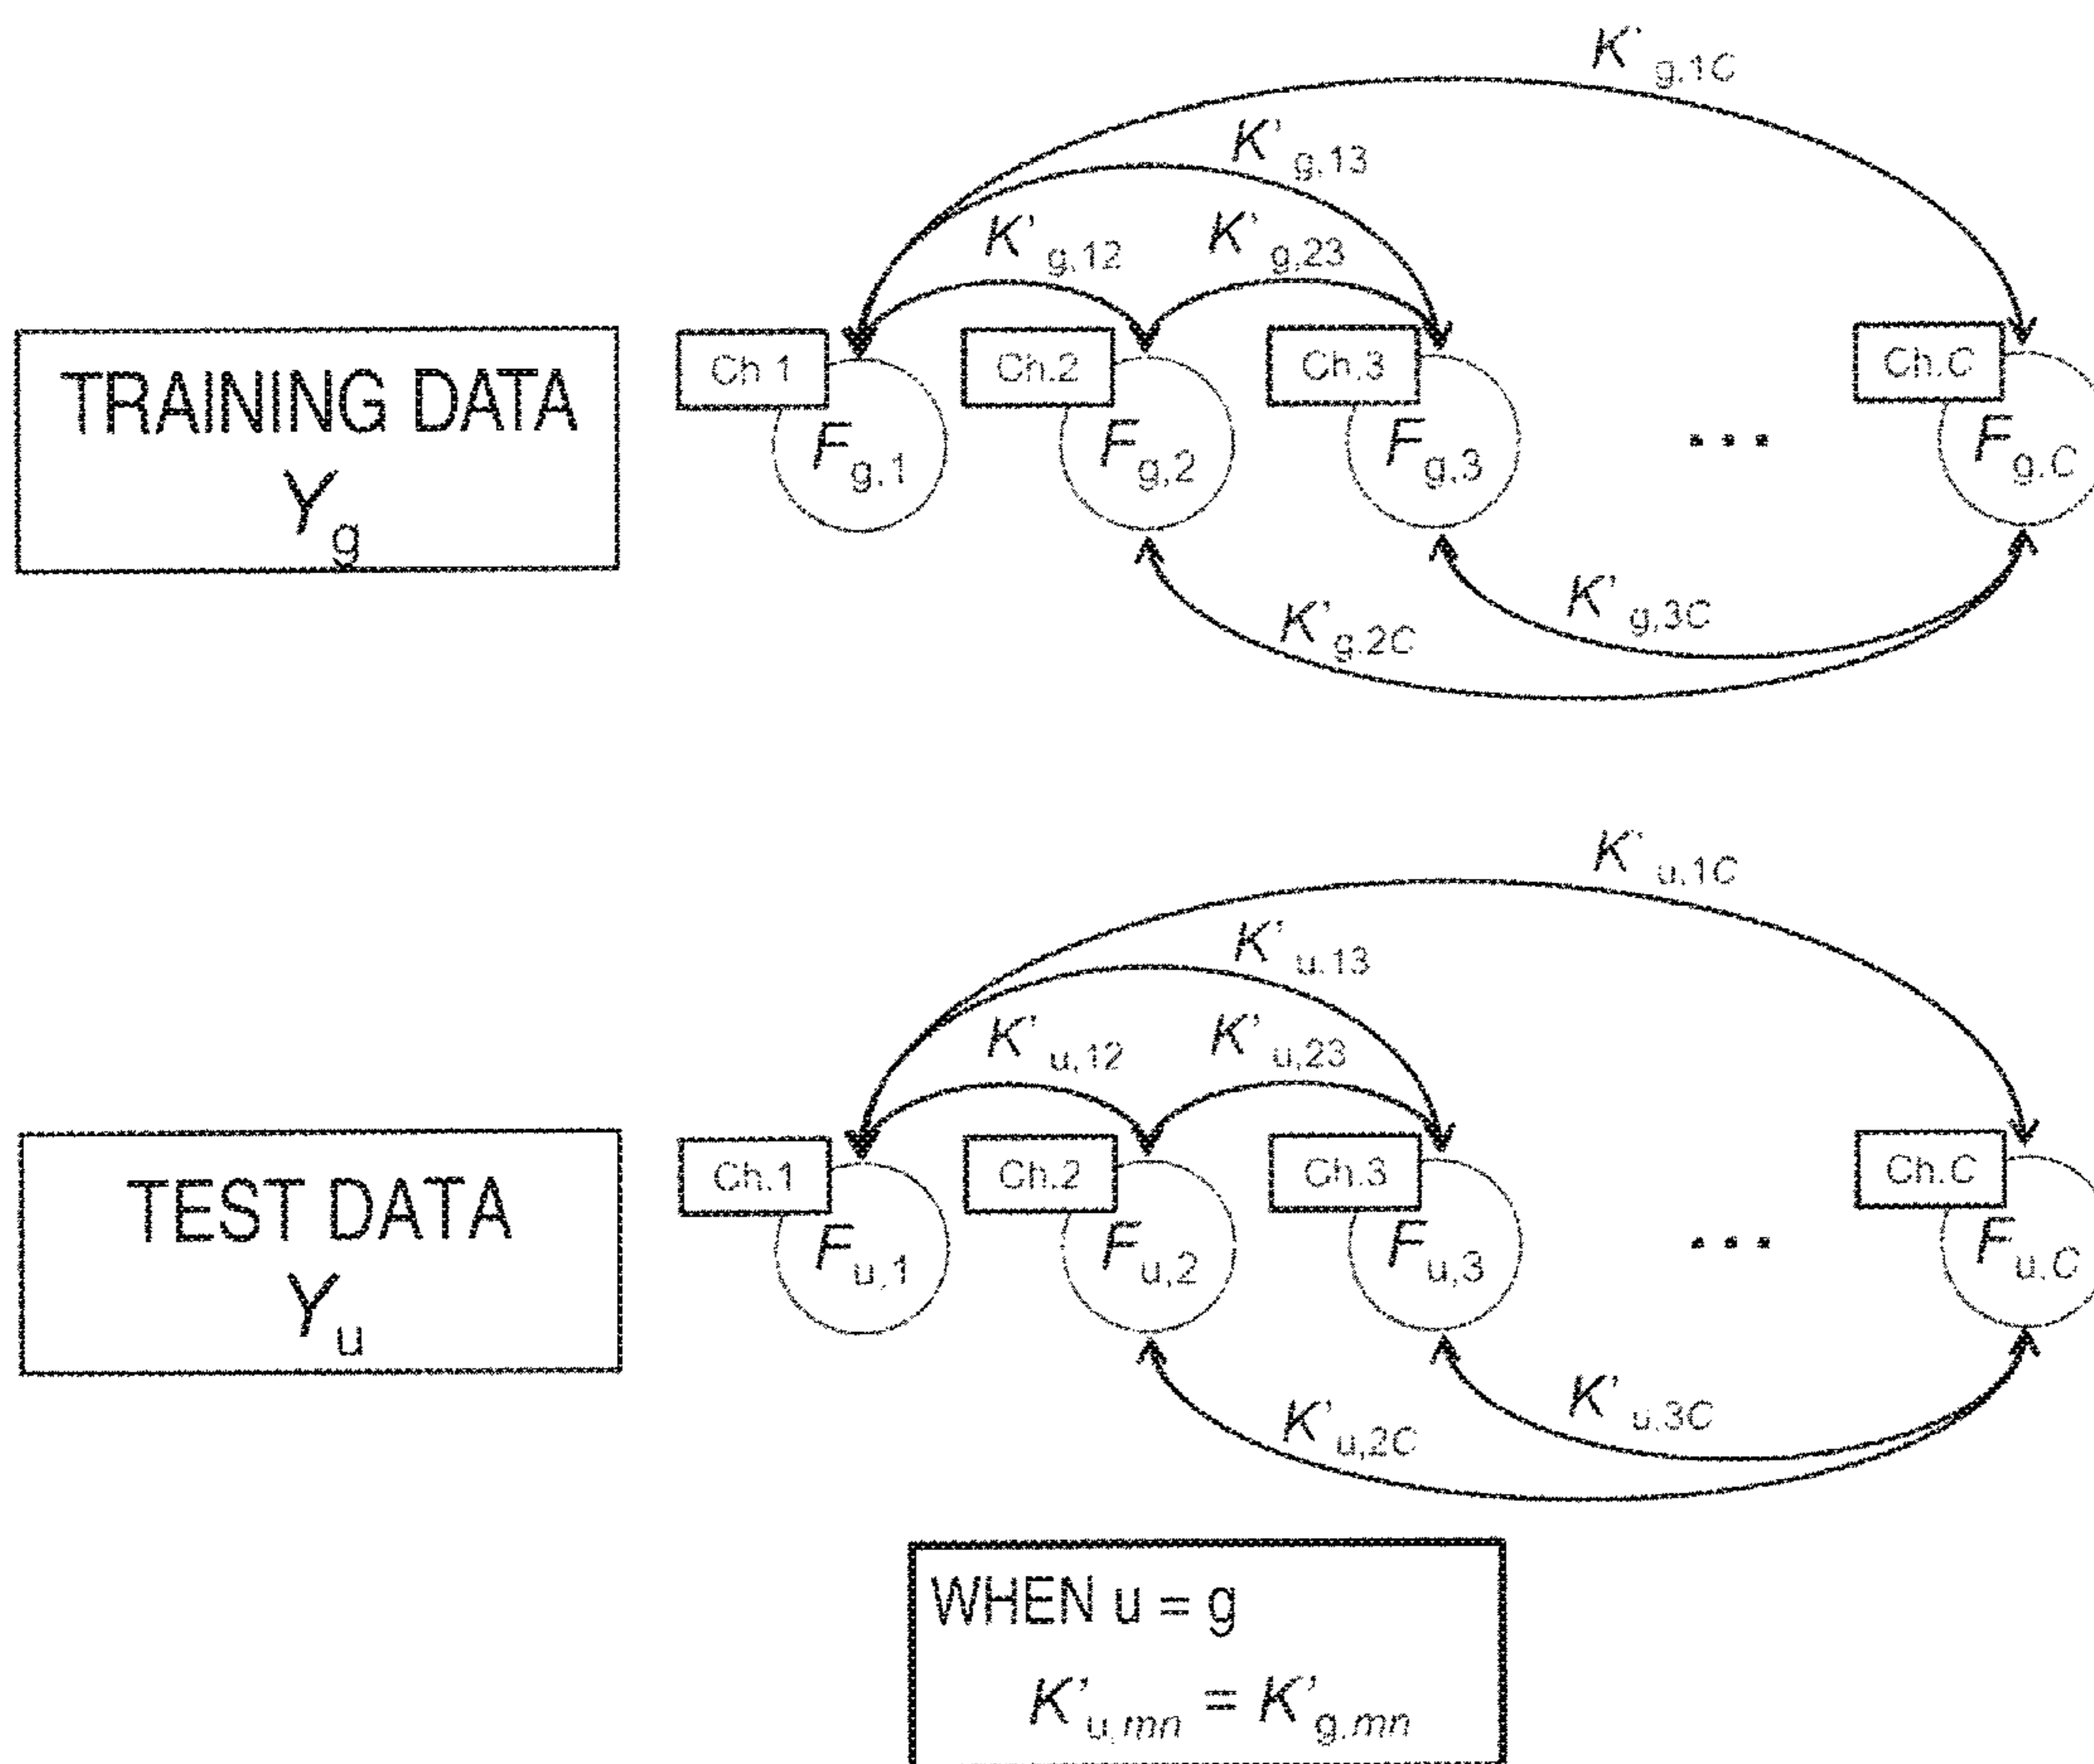 K'g,1C
K'g,13
K'g,12 K'g,23
Ch.1 Ch.2 Ch.3 Ch.C
TRAINING DATA
Yg
Fg,1 Fg,2 Fg,3 ... Fg,C
K'g,3C
K'g,2C
K'u,1C
K'u,13
K'u,12 K'u,23
Ch.1 Ch.2 Ch.3 Ch.C
TEST DATA
Yu
Fu,1 Fu,2 Fu,3 ... Fu,C
K'u,3C
K'u,2C
WHEN u = g
K'u,mn = K'g,mn